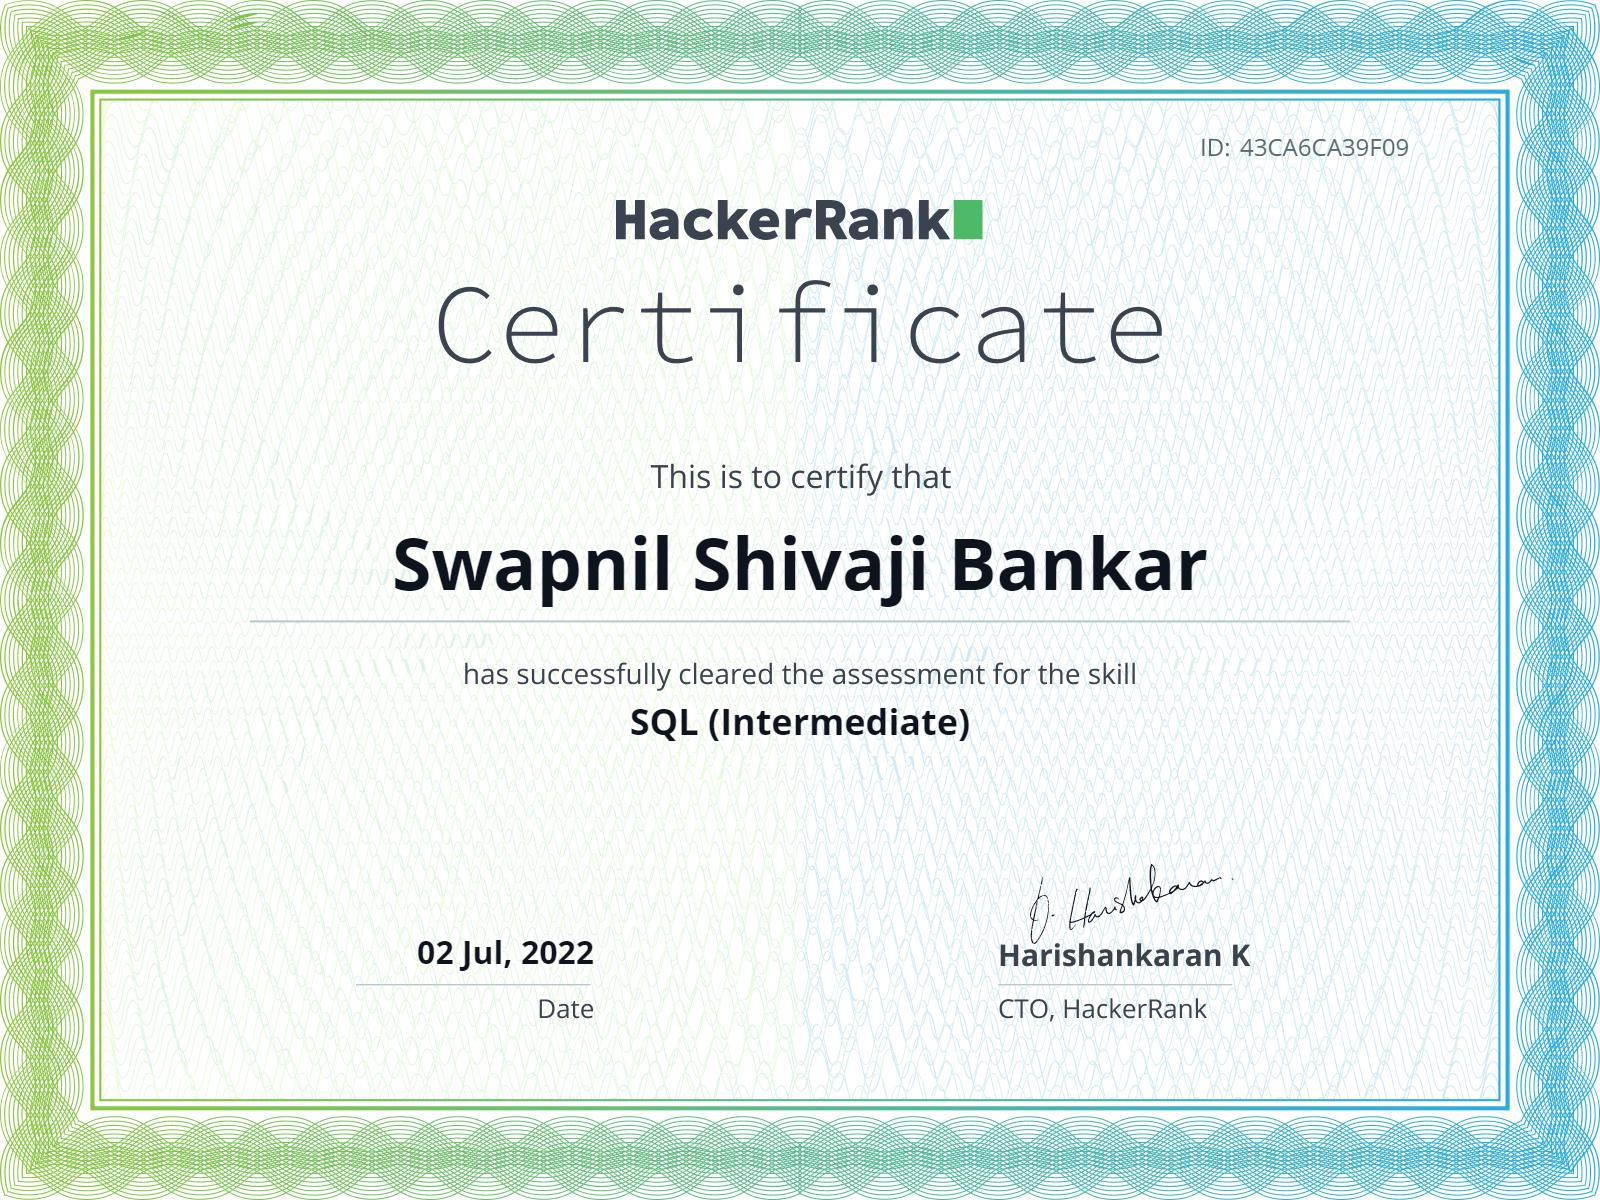 ID: 43CA6CA39F09
HackerRank
Certificate
This is to certify that
Swapnil Shivaji Bankar
has successfully cleared the assessment for the skill
SQL (Intermediate)
J. Harishankaran
02 Jul, 2022
Harishankaran K
Date
CTO, HackerRank